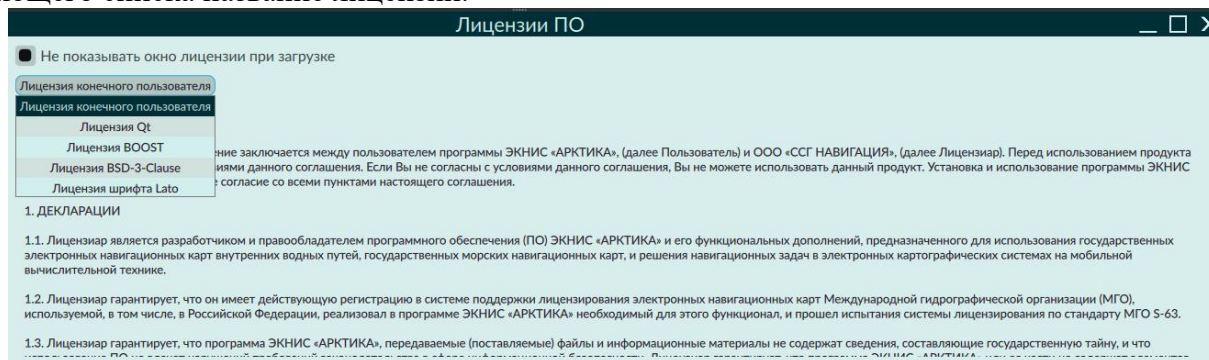 ющего списка название лицензии.
Лицензии ПО
Не показывать окно лицензии при загрузке
Лицензия конечного пользователя
Лицензия конечного пользователя
Лицензия Qt
Лицензия BOOST
Лицензия BSD-3-Clause
Лицензия шрифта Lato
ние заключается между пользователем программы ЭКНИС «АРКТИКА», (далее Пользователь) и ООО «ССГ НАВИГАЦИЯ», (далее Лицензиар). Перед использованием продукта
иями данного соглашения. Если Вы не согласны с условиями данного соглашения, Вы не можете использовать данный продукт. Установка и использование программы ЭКНИС
согласие со всеми пунктами настоящего соглашения.
1. ДЕКЛАРАЦИИ
1.1. Лицензиар является разработчиком и правообладателем программного обеспечения (ПО) ЭКНИС «АРКТИКА» и его функциональных дополнений, предназначенного для использования государственных
электронных навигационных карт внутренних водных путей, государственных морских навигационных карт, и решения навигационных задач в электронных картографических системах на мобильной
вычислительной технике.
1.2. Лицензиар гарантирует, что он имеет действующую регистрацию в системе поддержки лицензирования электронных навигационных карт Международной гидрографической организации (МГО),
используемой, в том числе, в Российской Федерации, реализовал в программе ЭКНИС «АРКТИКА» необходимый для этого функционал, и прошел испытания системы лицензирования по стандарту МГО S-63.
1.3. Лицензиар гарантирует, что программа ЭКНИС «АРКТИКА», передаваемые (поставляемые) файлы и информационные материалы не содержат сведения, составляющие государственную тайну, и что